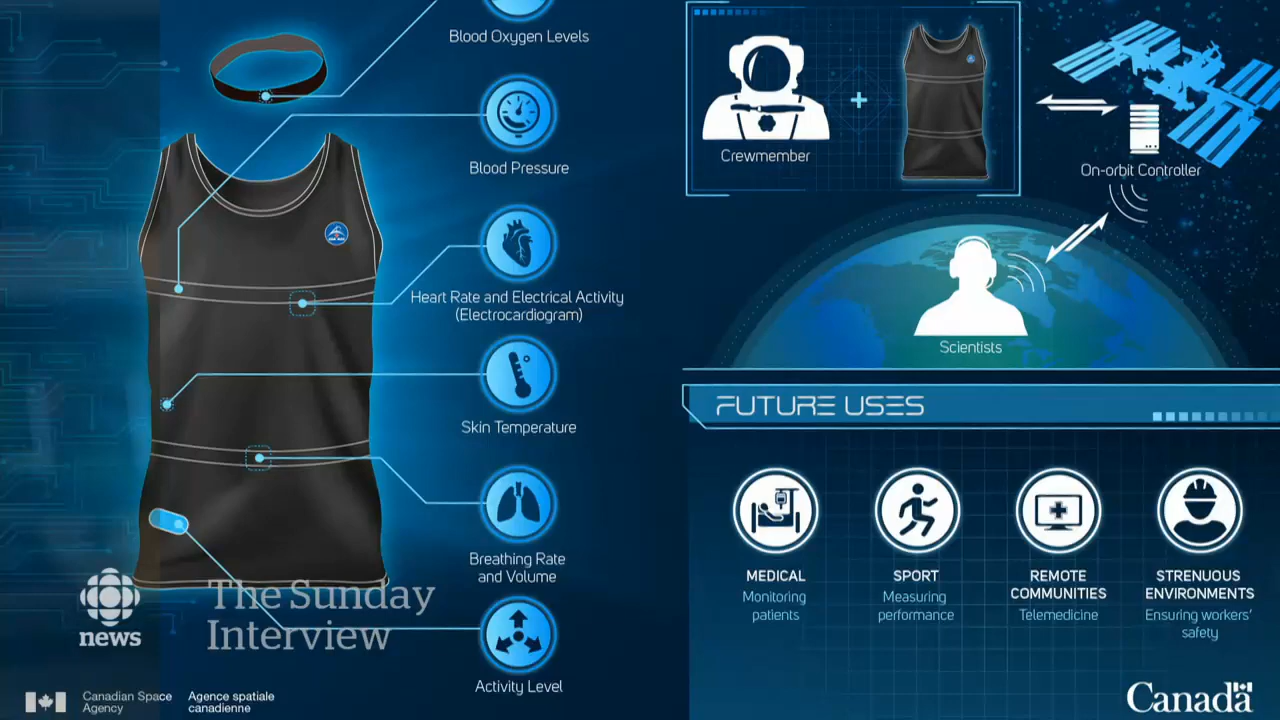 Blood Oxygen Levels
Blood Pressure
Heart Rate and Electrical Activity
(Electrocardiogram)
Skin Temperature
Breathing Rate
and Volume
Activity Level
news
The Sunday
Interview
Canadian Space
Agency
Agence spatiale
canadienne
Crewmember
On-orbit Controller
Scientists
FUTURE USES
MEDICAL
Monitoring
patients
SPORT
Measuring
performance
REMOTE
COMMUNITIES
Telemedicine
STRENUOUS
ENVIRONMENTS
Ensuring workers'
safety
Canada